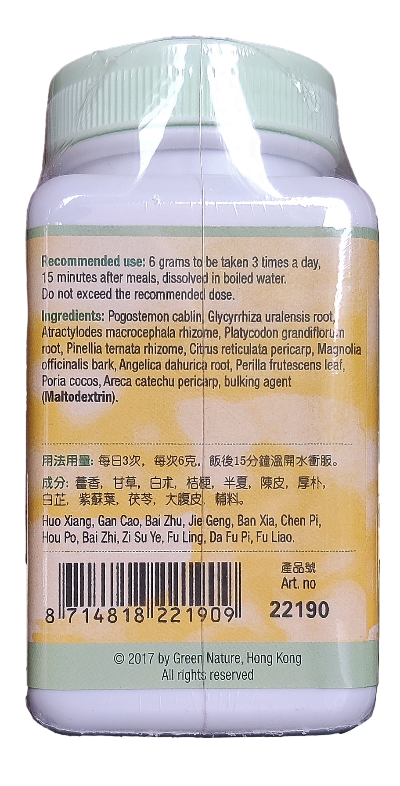 Recommended use: 6 grams to be taken 3 times a day,
15 minutes after meals, dissolved in boiled water.
Do not exceed the recommended dose.
Ingredients: Pogostemon cablin, Glycyrrhiza uralensis root,
Atractylodes macrocephala rhizome, Platycodon grandiflorum
root, Pinellia ternata rhizome, Citrus reticulata pericarp, Magnolia
officinalis bark, Angelica dahurica root, Perilla frutescens leaf,
Poria cocos, Areca catechu pericarp, bulking agent
(Maltodextrin).
用法用量: 每日3次, 每次6克, 飯後15分鐘溫開水衝服。
成分: 藿香, 甘草, 白朮, 桔梗, 半夏, 陳皮, 厚朴,
白芷, 紫蘇葉, 茯苓, 大腹皮, 輔料。
Huo Xiang, Gan Cao, Bai Zhu, Jie Geng, Ban Xia, Chen Pi,
Hou Po, Bai Zhi, Zi Su Ye, Fu Ling, Da Fu Pi, Fu Liao.
產品號
Art. no
22190
8 714818 221909
© 2017 by Green Nature, Hong Kong
All rights reserved